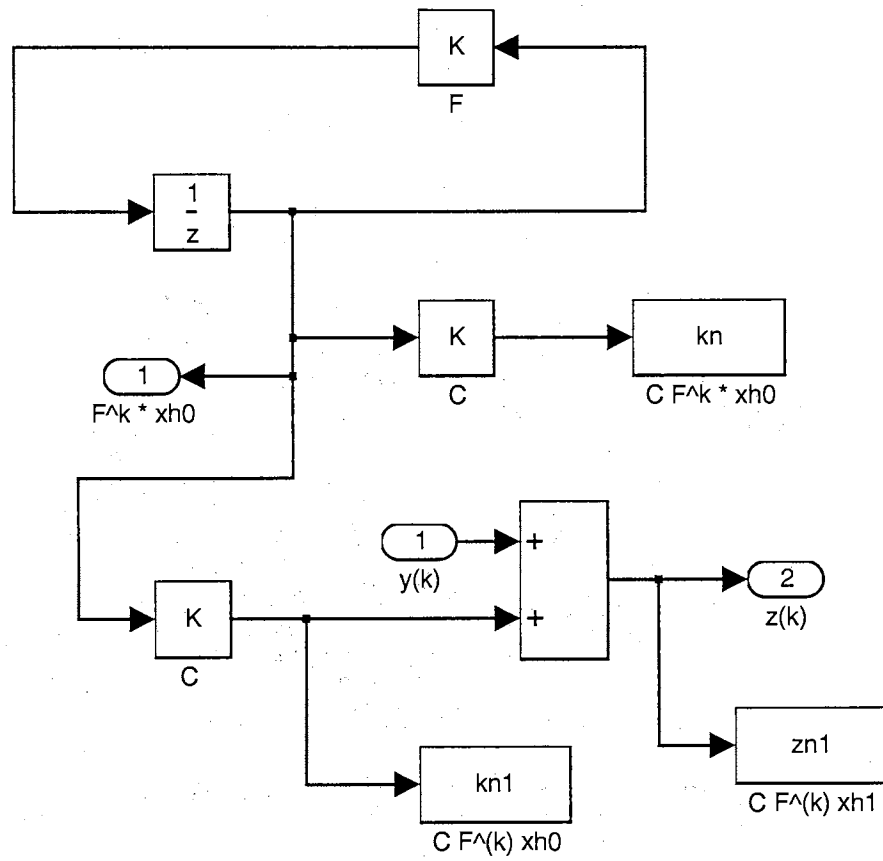 K
F
1
z
K
C
kn
C F^k * xh0
1
F^k * xh0
1
y(k)
+
+
2
z(k)
K
C
kn1
C F^(k) xh0
zn1
C F^(k) xh1